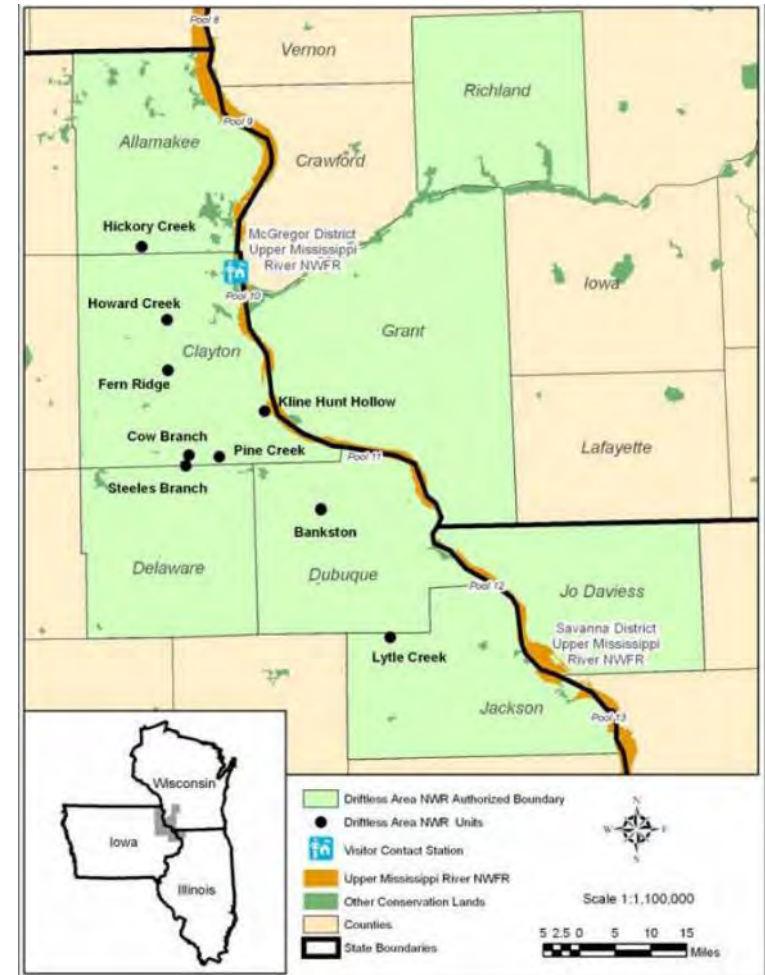 Pool 8
Vernon
Richland
Pool 9
Allamakee
Crawford
Hickory Creek
McGregor District
Upper Mississippi
River NWFR
Iowa
Pool 10
Howard Creek
Grant
Clayton
Fern Ridge
Kline Hunt Hollow
Cow Branch
Pine Creek
Lafayette
Pool 11
Steeles Branch
Bankston
Delaware
Dubuque
Pool 12
Jo Daviess
Savanna District
Upper Mississippi
River NWFR
Lytle Creek
Jackson
Pool 13
Wisconsin
Iowa
Illinois
Driftless Area NWR Authorized Boundary
Driftless Area NWR Units
Visitor Contact Station
Upper Mississippi River NWFR
Other Conservation Lands
Counties
State Boundaries
N
W E
S
Scale 1:1,100,000
5 2.5 0 5 10 15
Miles